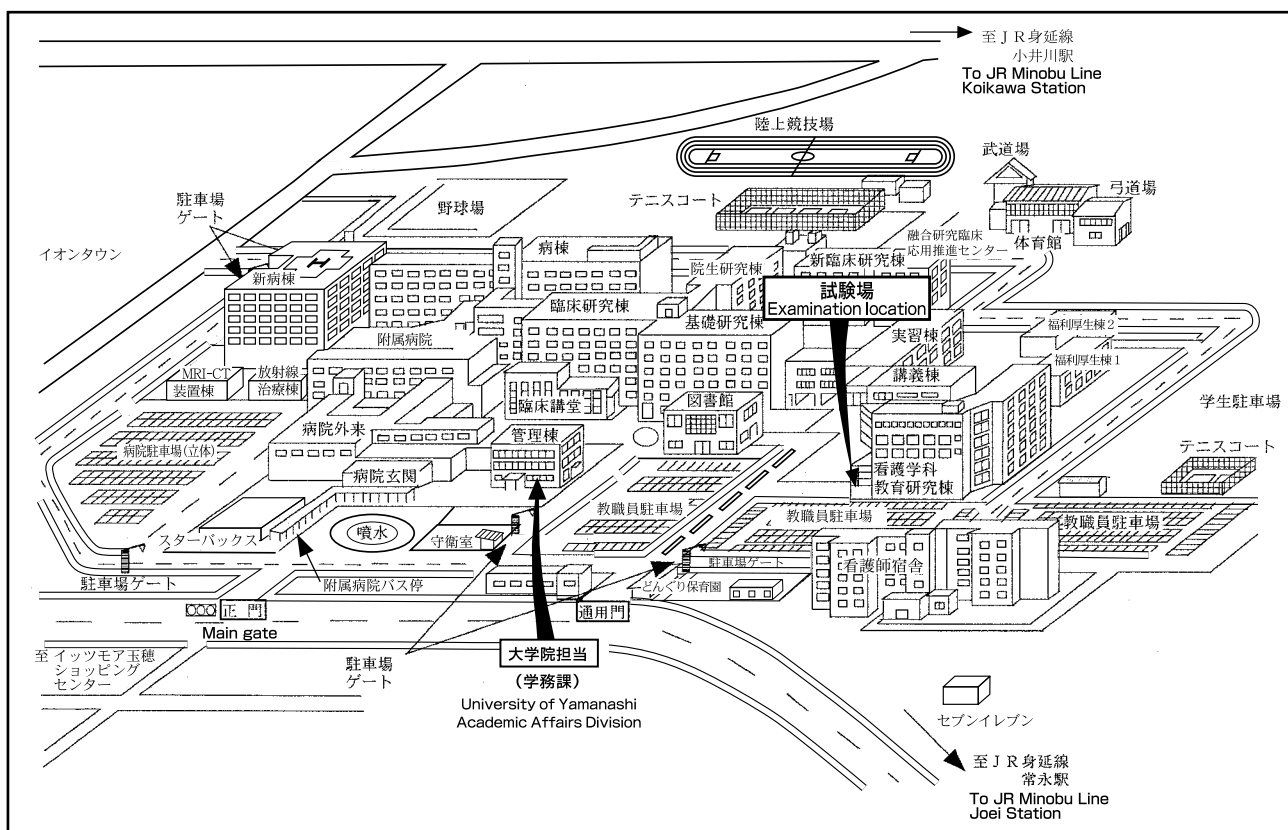 至ＪＲ身延線
小井川駅
To JR Minobu Line
Koikawa Station
陸上競技場
武道場
弓道場
駐車場
ゲート
野球場
テニスコート
病棟
融合研究臨床
応用推進センター
体育館
イオンタウン
新病棟
H
院生研究棟
新臨床研究棟
試験場
Examination location
臨床研究棟
基礎研究棟
実習棟
福利厚生棟2
附属病院
福利厚生棟1
MRI-CT
装置棟
放射線
治療棟
講義棟
臨床講堂
図書館
学生駐車場
病院外来
管理棟
病院駐車場(立体)
テニスコート
病院玄関
看護学科
教育研究棟
教職員駐車場
教職員駐車場
教職員駐車場
スターバックス
噴水
守衛室
駐車場ゲート
看護師宿舎
駐車場ゲート
附属病院バス停
どんぐり保育園
正門
Main gate
通用門
至 イッツモア玉穂
ショッピング
センター
駐車場
ゲート
大学院担当
(学務課)
University of Yamanashi
Academic Affairs Division
セブンイレブン
至ＪＲ身延線
常永駅
To JR Minobu Line
Joei Station